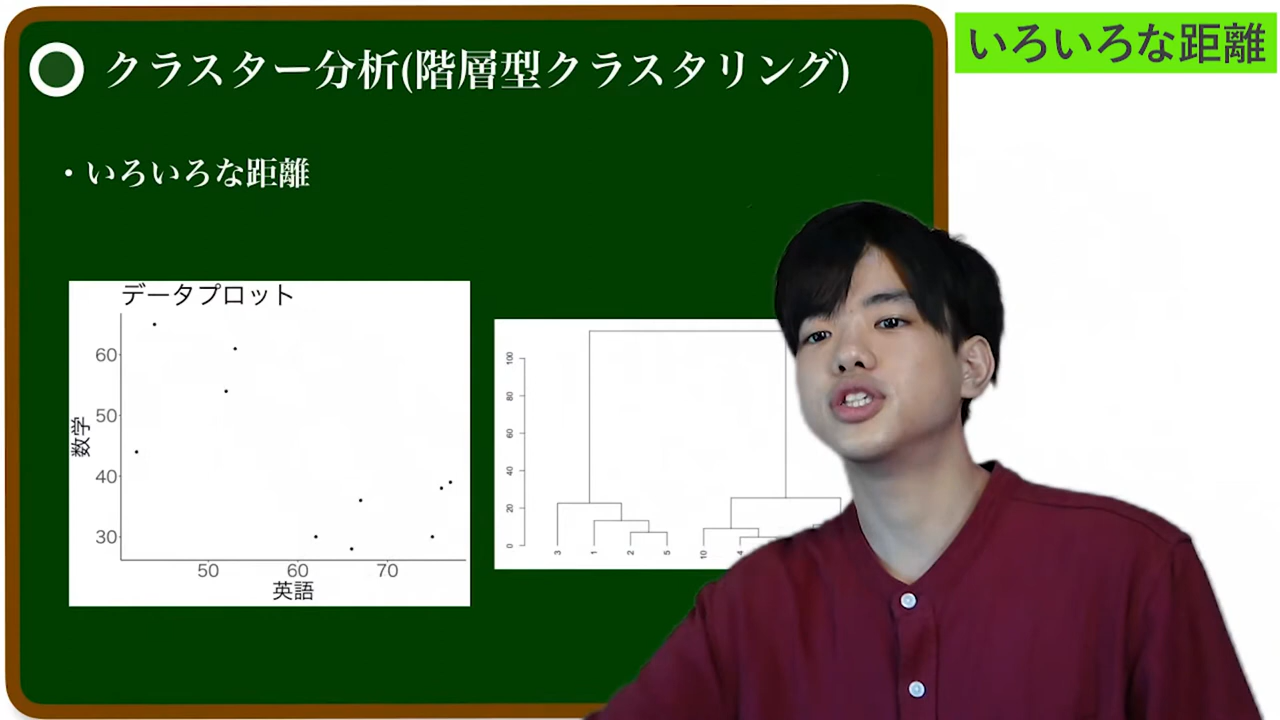 クラスター分析(階層型クラスタリング)
いろいろな距離
・いろいろな距離
データプロット
60
50
40
30
数学
50 60 70
英語
100
80
60
40
20
0
3 1 2 5 10 4